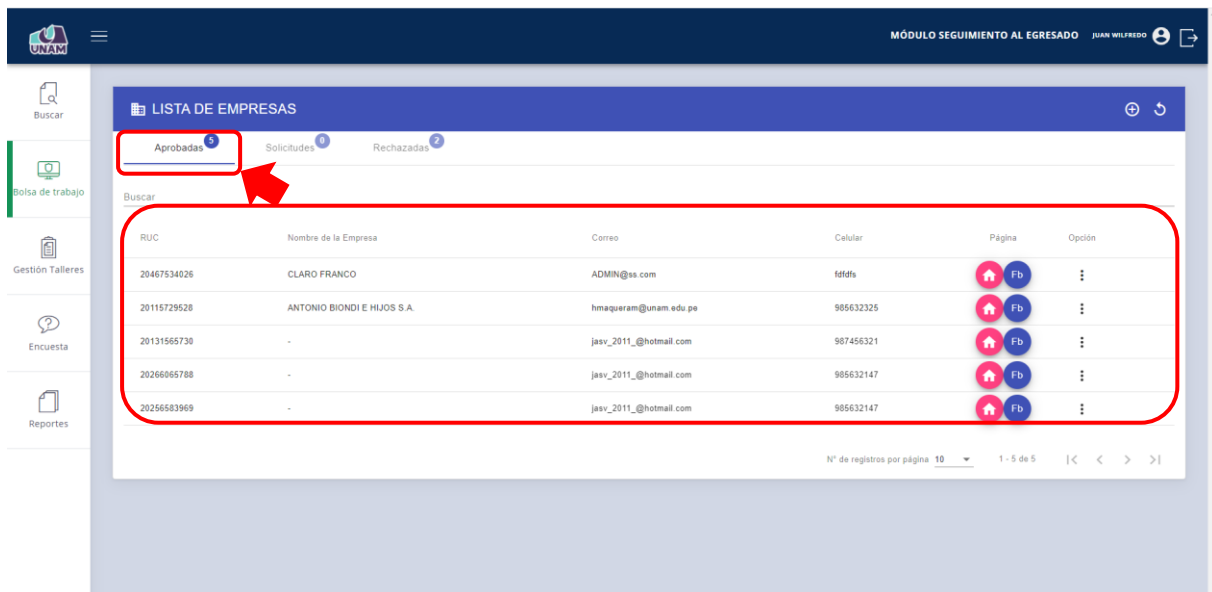 UNAM
MÓDULO SEGUIMIENTO AL EGRESADO JUAN WILFREDO
Buscar
Bolsa de trabajo
Gestión Talleres
Encuesta
Reportes
LISTA DE EMPRESAS
Aprobadas 5 Solicitudes 0 Rechazadas 2
Buscar
RUC Nombre de la Empresa Correo Celular Página Opción
20467534026 CLARO FRANCO ADMIN@ss.com fdfdfs Fb
20115729528 ANTONIO BIONDI E HIJOS S.A. hmaqueram@unam.edu.pe 985632325 Fb
20131565730 - jasv_2011_@hotmail.com 987456321 Fb
20266065788 - jasv_2011_@hotmail.com 985632147 Fb
20256583969 - jasv_2011_@hotmail.com 985632147 Fb
N° de registros por página 10 1 - 5 de 5